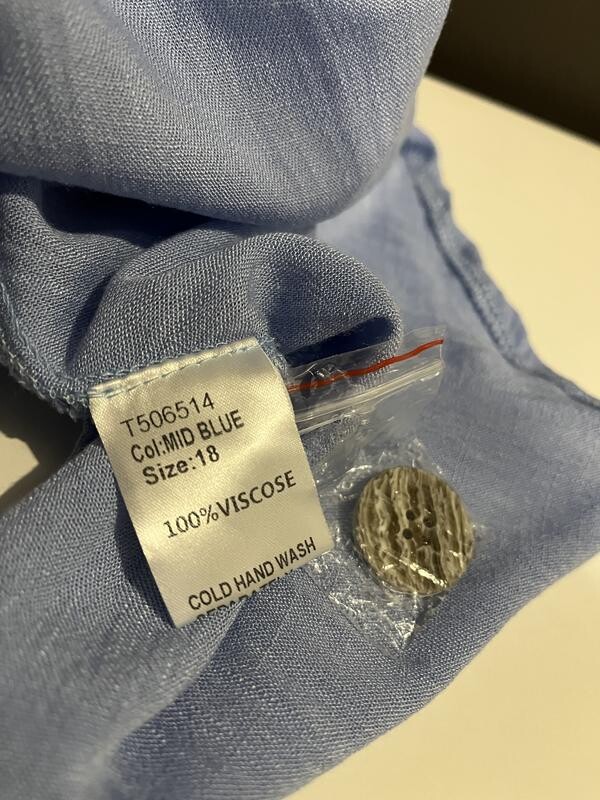 T506514
Col:MID BLUE
Size:18
100%VISCOSE
COLD HAND WASH